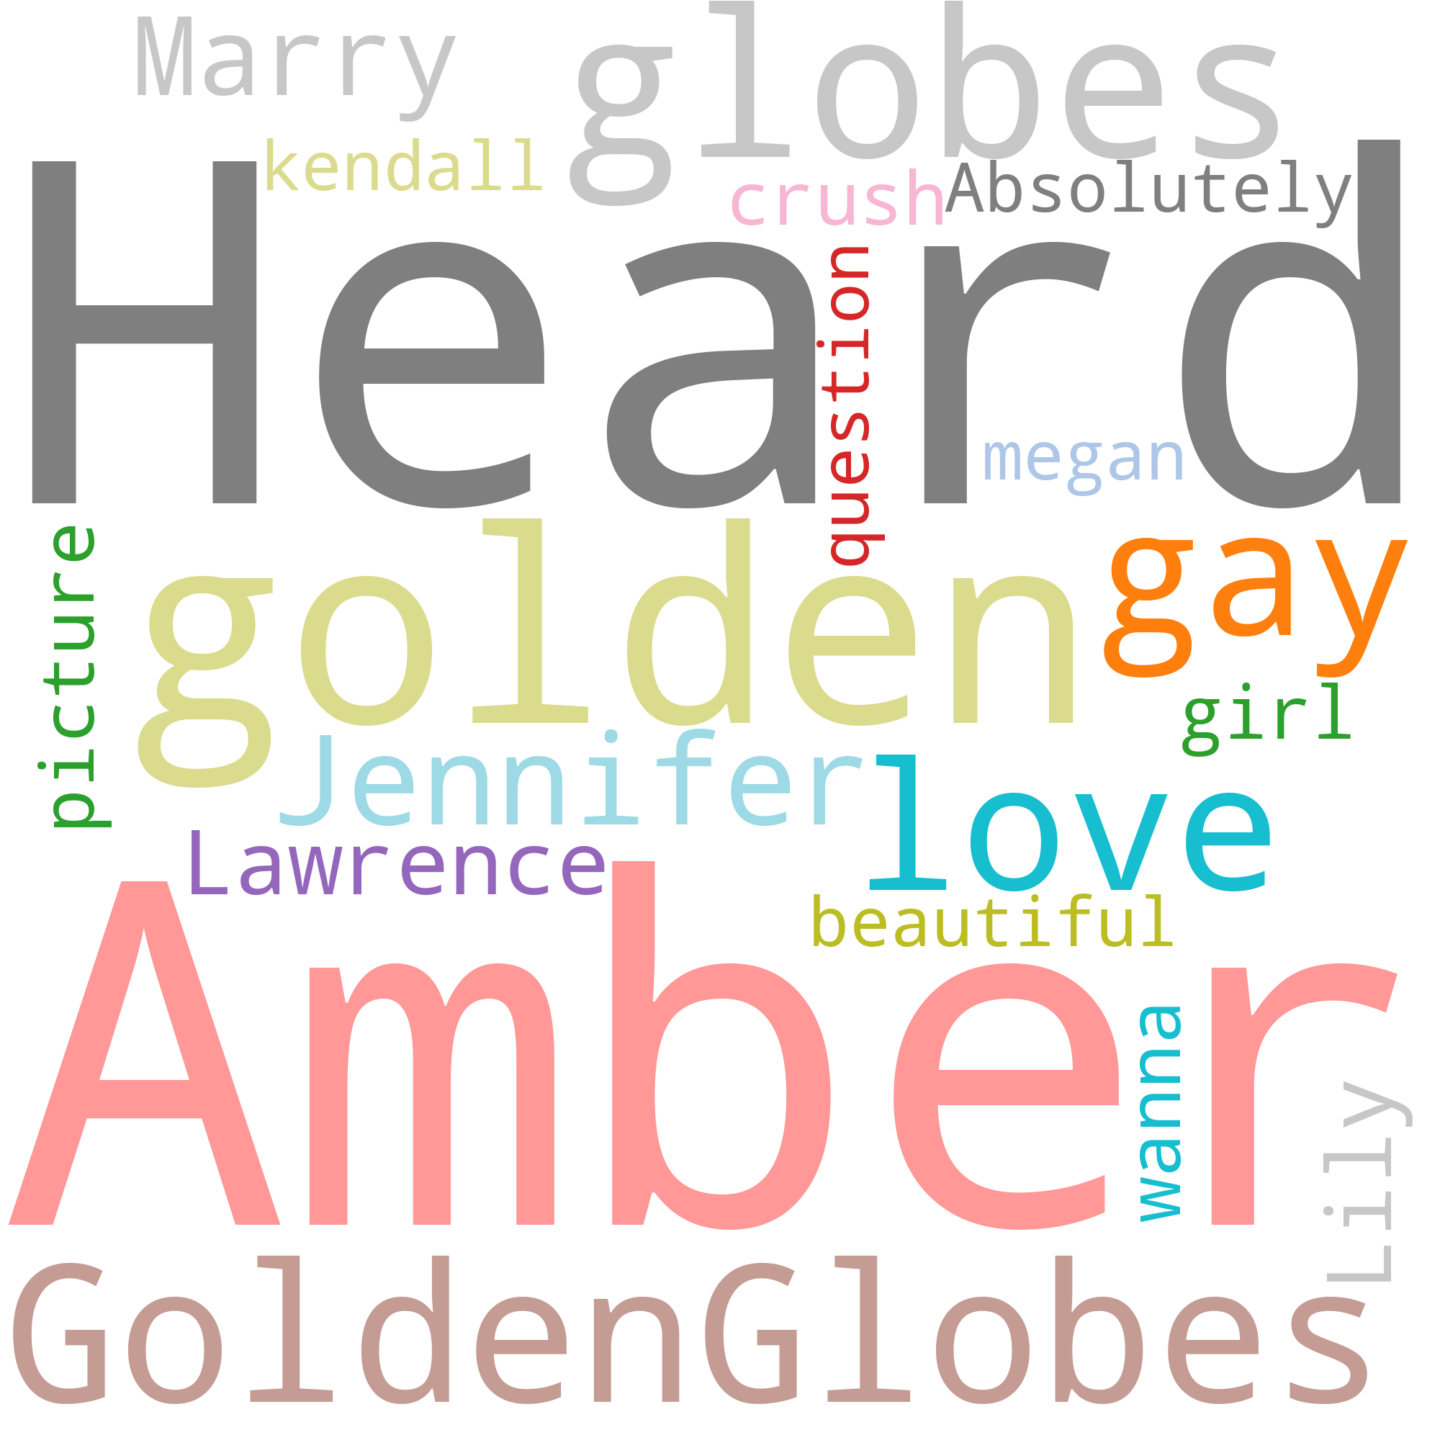 Marry
globes
kendall
crush
Absolutely
Heard
question
megan
picture
golden
gay
girl
Jennifer
love
Lawrence
beautiful
Amber
wanna
Lily
GoldenGlobes